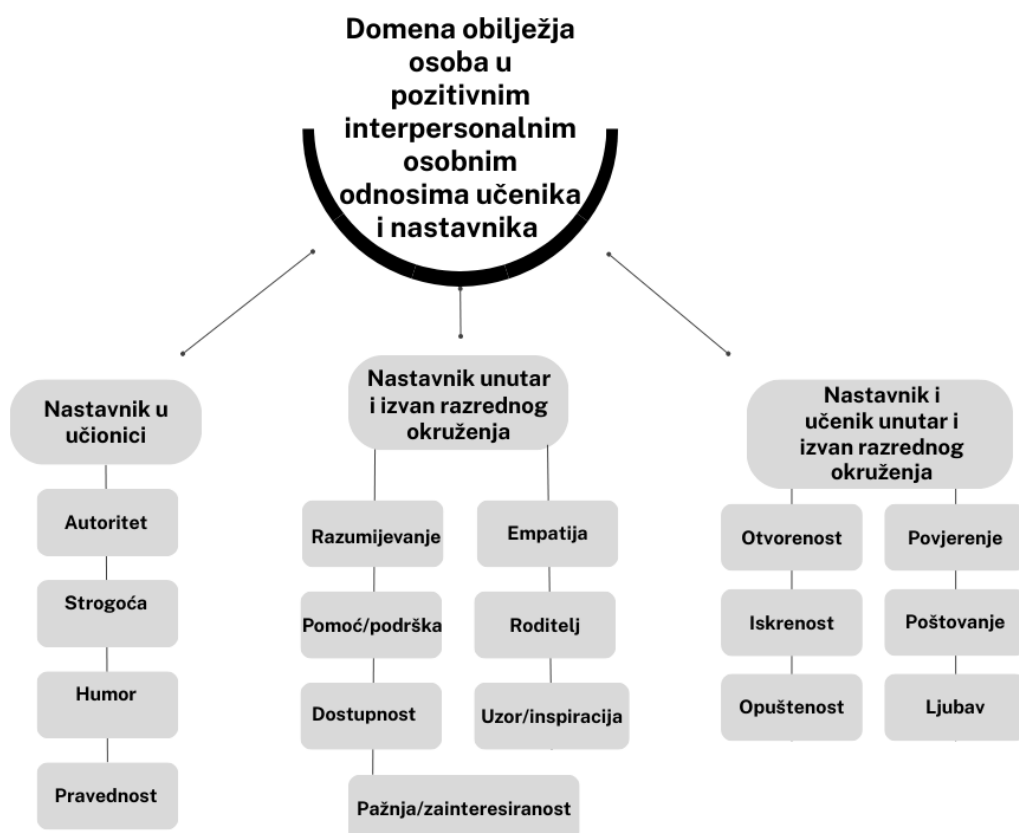 Domena obilježja
osoba u
pozitivnim
interpersonalnim
osobnim
odnosima učenika
i nastavnika
Nastavnik u
učionici
Autoritet
Strogoća
Humor
Pravednost
Nastavnik unutar
i izvan razrednog
okruženja
Razumijevanje
Pomoć/podrška
Dostupnost
Empatija
Roditelj
Uzor/inspiracija
Pažnja/zainteresiranost
Nastavnik i
učenik unutar i
izvan razrednog
okruženja
Otvorenost
Iskrenost
Opuštenost
Povjerenje
Poštovanje
Ljubav